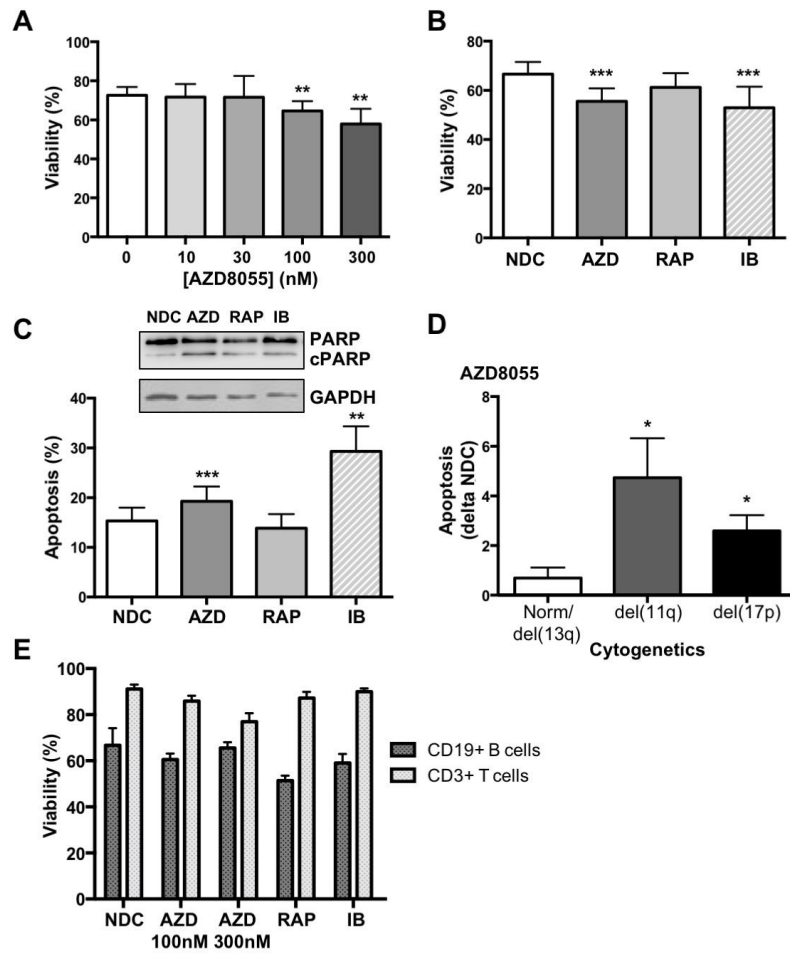 A
100
80
60
40
20
0
Viability (%)
** **
0 10 30 100 300
[AZD8055] (nM)
B
80
60
40
20
0
Viability (%)
*** ***
NDC AZD RAP IB
C
NDC AZD RAP IB
PARP
cPARP
GAPDH
40
30
20
10
0
Apoptosis (%)
*** **
NDC AZD RAP IB
D
AZD8055
8
6
4
2
0
Apoptosis
(delta NDC)
* *
Norm/ del(11q) del(17p)
del(13q)
Cytogenetics
E
100
80
60
40
20
0
Viability (%)
NDC AZD AZD RAP IB
100nM 300nM
CD19+ B cells
CD3+ T cells